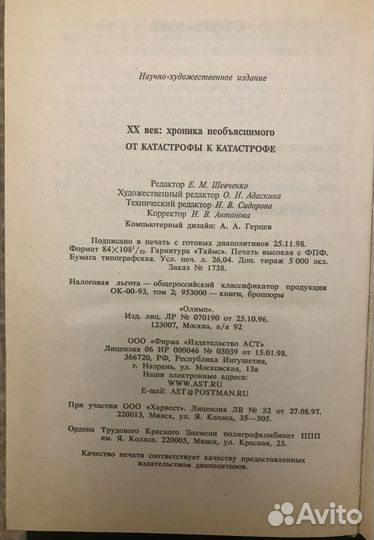 Научно-художественное издание
XX век: хроника необъяснимого
ОТ КАТАСТРОФЫ К КАТАСТРОФЕ
Редактор Е. М. Шевченко
Художественный редактор О. Н. Адаскина
Технический редактор Н. В. Сидорова
Корректор Н. В. Антонова
Компьютерный дизайн: А. А. Герцев
Подписано в печать с готовых диапозитивов 25.11.98.
Формат 84×108¹/₃₂. Гарнитура «Таймс». Печать высокая с ФПФ.
Бумага типографская. Усл. печ. л. 26,04. Доп. тираж 5 000 экз.
Заказ № 1738.
Налоговая льгота — общероссийский классификатор продукции
ОК-00-93, том 2; 953000 — книги, брошюры
«Олимп».
Изд. лиц. ЛР № 070190 от 25.10.96.
123007, Москва, а/я 92
ООО «Фирма «Издательство АСТ»
Лицензия 06 ИР 000046 № 03039 от 15.01.98.
366720, РФ, Республика Ингушетия,
г. Назрань, ул. Московская, 13а
Наши электронные адреса:
WWW.AST.RU
E-mail: AST@POSTMAN.RU
При участии ООО «Харвест». Лицензия ЛВ № 32 от 27.08.97.
220013, Минск, ул. Я. Коласа, 35—305.
Ордена Трудового Красного Знамени полиграфкомбинат ППП
им. Я. Коласа. 220005, Минск, ул. Красная, 23.
Качество печати соответствует качеству предоставленных
издательством диапозитивов.
Avito